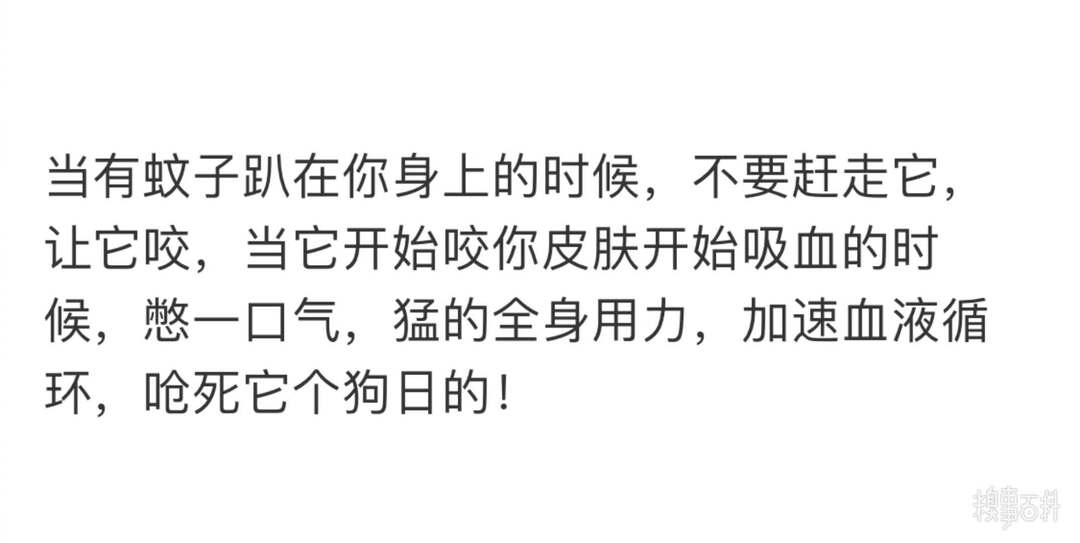 当有蚊子趴在你身上的时候，不要赶走它，
让它咬，当它开始咬你皮肤开始吸血的时
候，憋一口气，猛的全身用力，加速血液循
环，呛死它个狗日的！
糗事百科